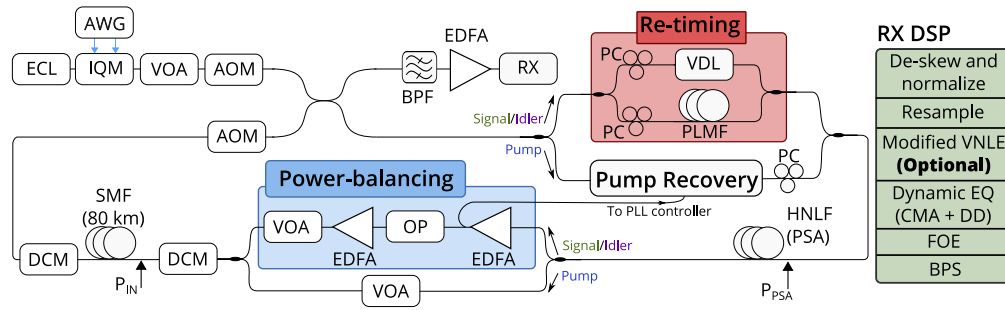 AWG
ECL
IQM
VOA
AOM
BPF
EDFA
RX
Re-timing
PC
VDL
PC
PLMF
Signal/Idler
Pump
Pump Recovery
PC
To PLL controller
AOM
SMF
(80 km)
DCM
P_IN
DCM
Power-balancing
VOA
EDFA
OP
EDFA
VOA
Signal/Idler
Pump
HNLF
(PSA)
P_PSA
RX DSP
De-skew and
normalize
Resample
Modified VNLE
(Optional)
Dynamic EQ
(CMA + DD)
FOE
BPS